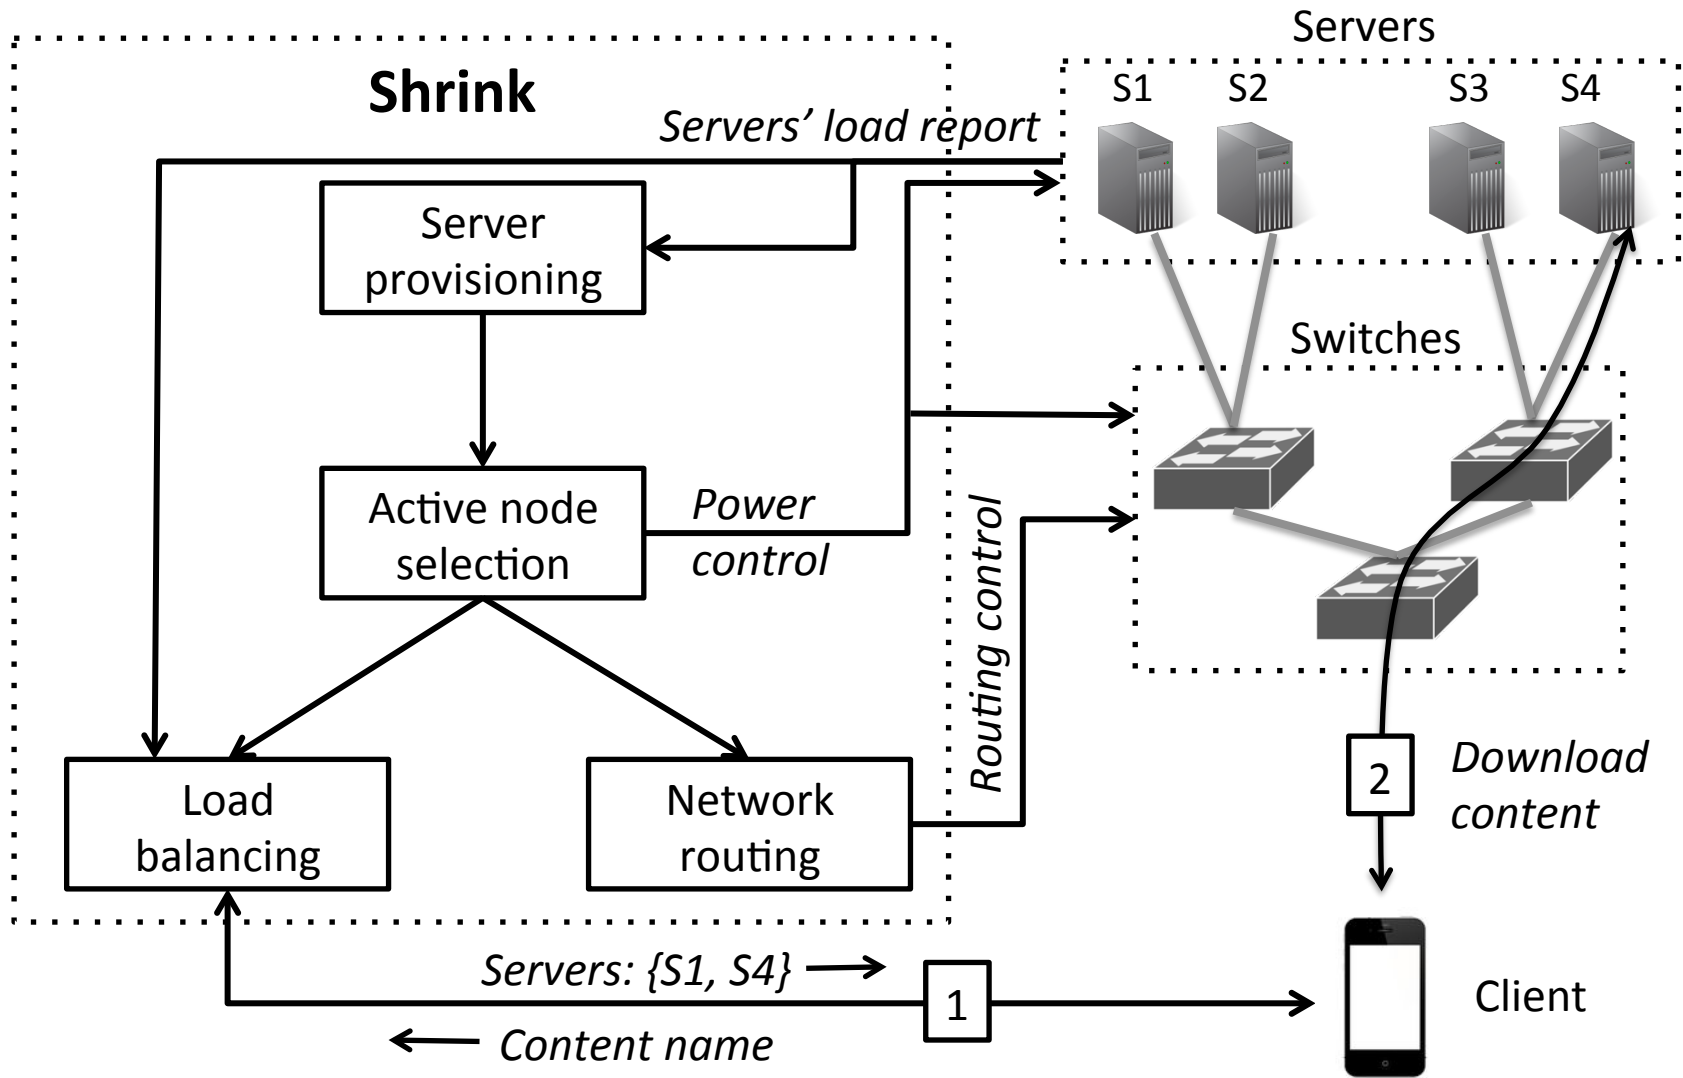 Servers
Shrink
S1
S2
S3
S4
Servers’ load report
Server
provisioning
Switches
Active node
selection
Power
control
Routing control
Load
balancing
Network
routing
2
Download
content
Servers: {S1, S4}
1
Client
Content name